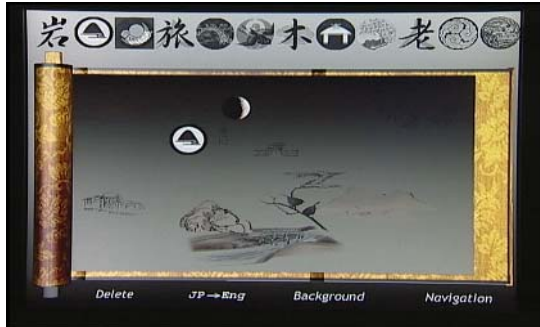 岩 旅 木 老
Delete JP→Eng Background Navigation